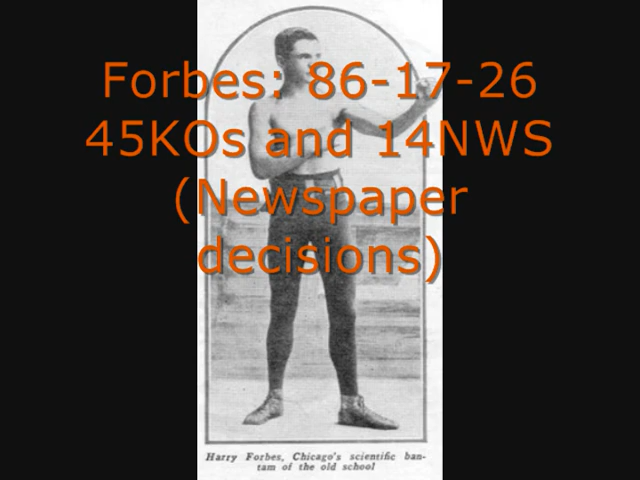 Forbes: 86-17-26
45KOs and 14NWS
(Newspaper
decisions)
Harry Forbes, Chicago's scientific ban-
tam of the old school